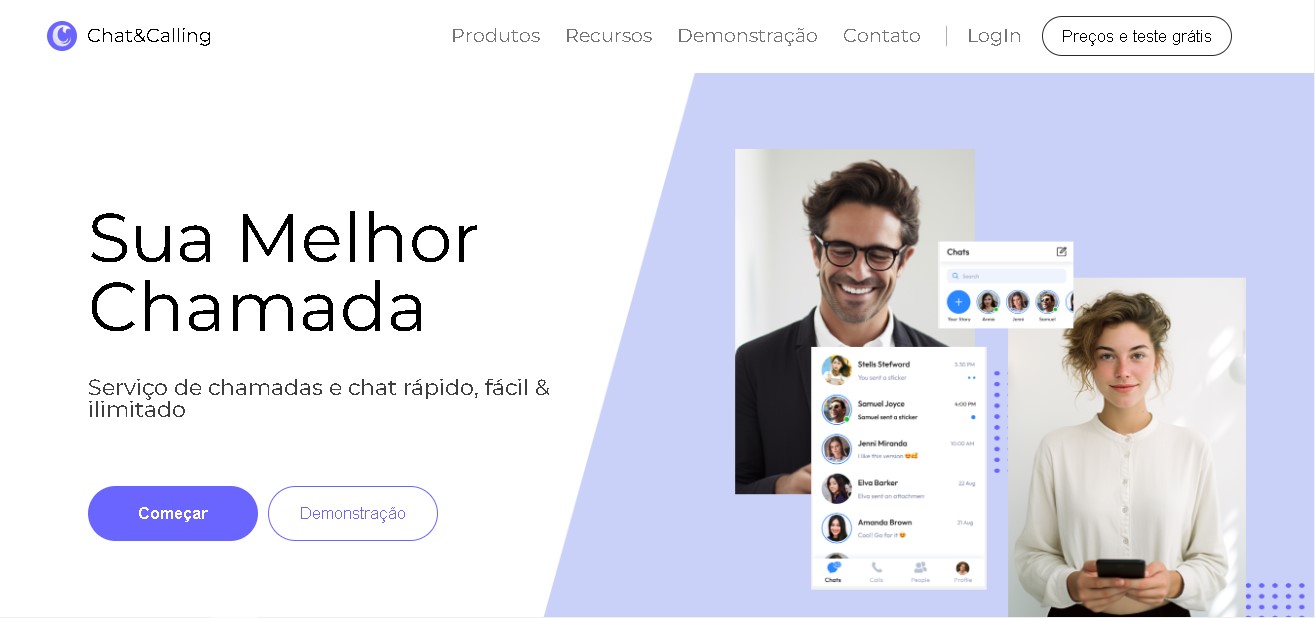 Chat&Calling
Produtos Recursos Demonstração Contato LogIn Preços e teste grátis
Sua Melhor
Chamada
Serviço de chamadas e chat rápido, fácil &
ilimitado
Começar Demonstração
Chats
Search
Your Story Anna Jenni Samuel
Stells Stefword 5:30 PM
You sent a sticker
Samuel Joyce 4:00 PM
Samuel sent a sticker
Jenni Miranda 10:00 AM
I like this version 😍🥰
Elva Barker 22 Aug
Elva sent an attachmen
Amanda Brown 21 Aug
Cool! Go for it 😍
Chats Calls People Profile